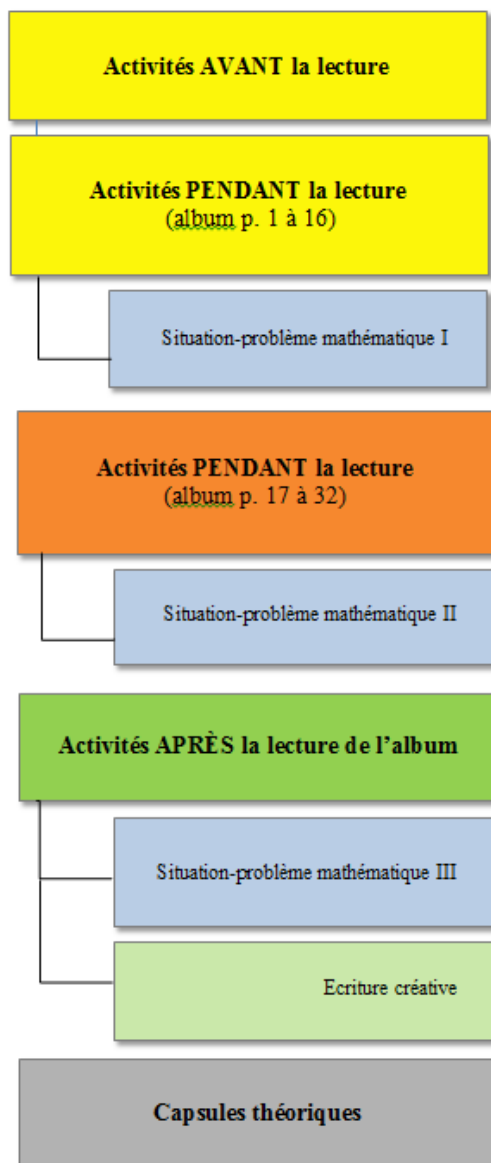 Activités AVANT la lecture
Activités PENDANT la lecture
(album p. 1 à 16)
Situation-problème mathématique I
Activités PENDANT la lecture
(album p. 17 à 32)
Situation-problème mathématique II
Activités APRÈS la lecture de l'album
Situation-problème mathématique III
Ecriture créative
Capsules théoriques